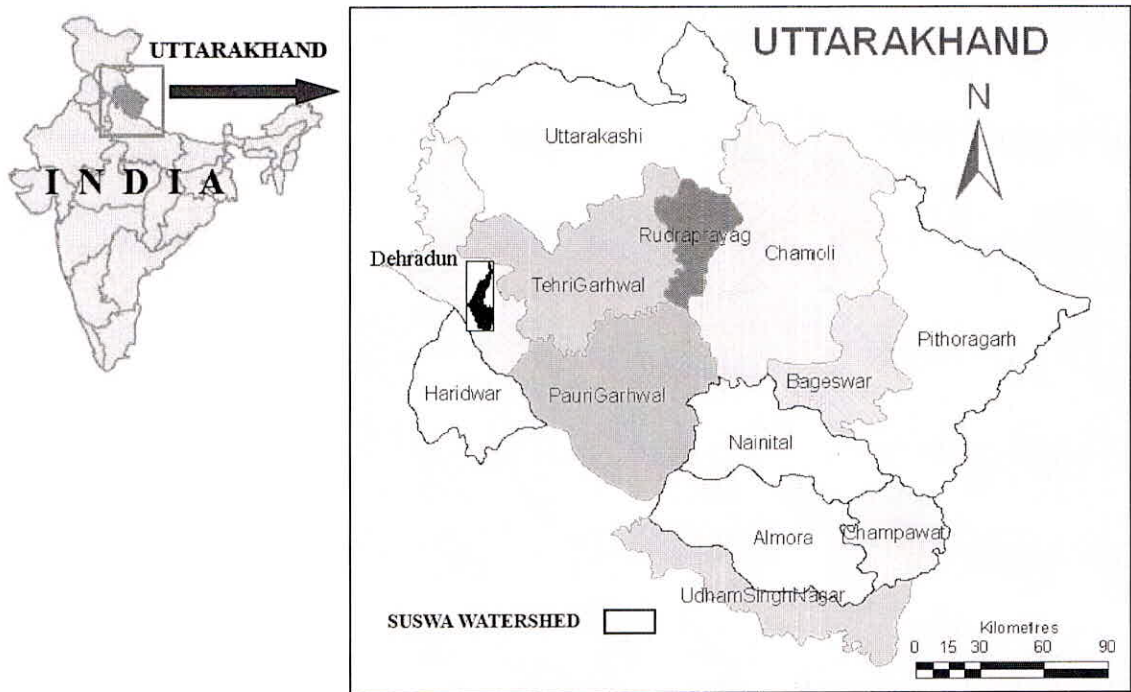 UTTARAKHAND
I N D I A
UTTARAKHAND
N
Uttarakashi
Rudraprayag
Chamoli
Dehradun
TehriGarhwal
Pithoragarh
Haridwar
PauriGarhwal
Bageswar
Nainital
Almora
Champawat
UdhamSinghNagar
SUSWA WATERSHED
Kilometres
0 15 30 60 90